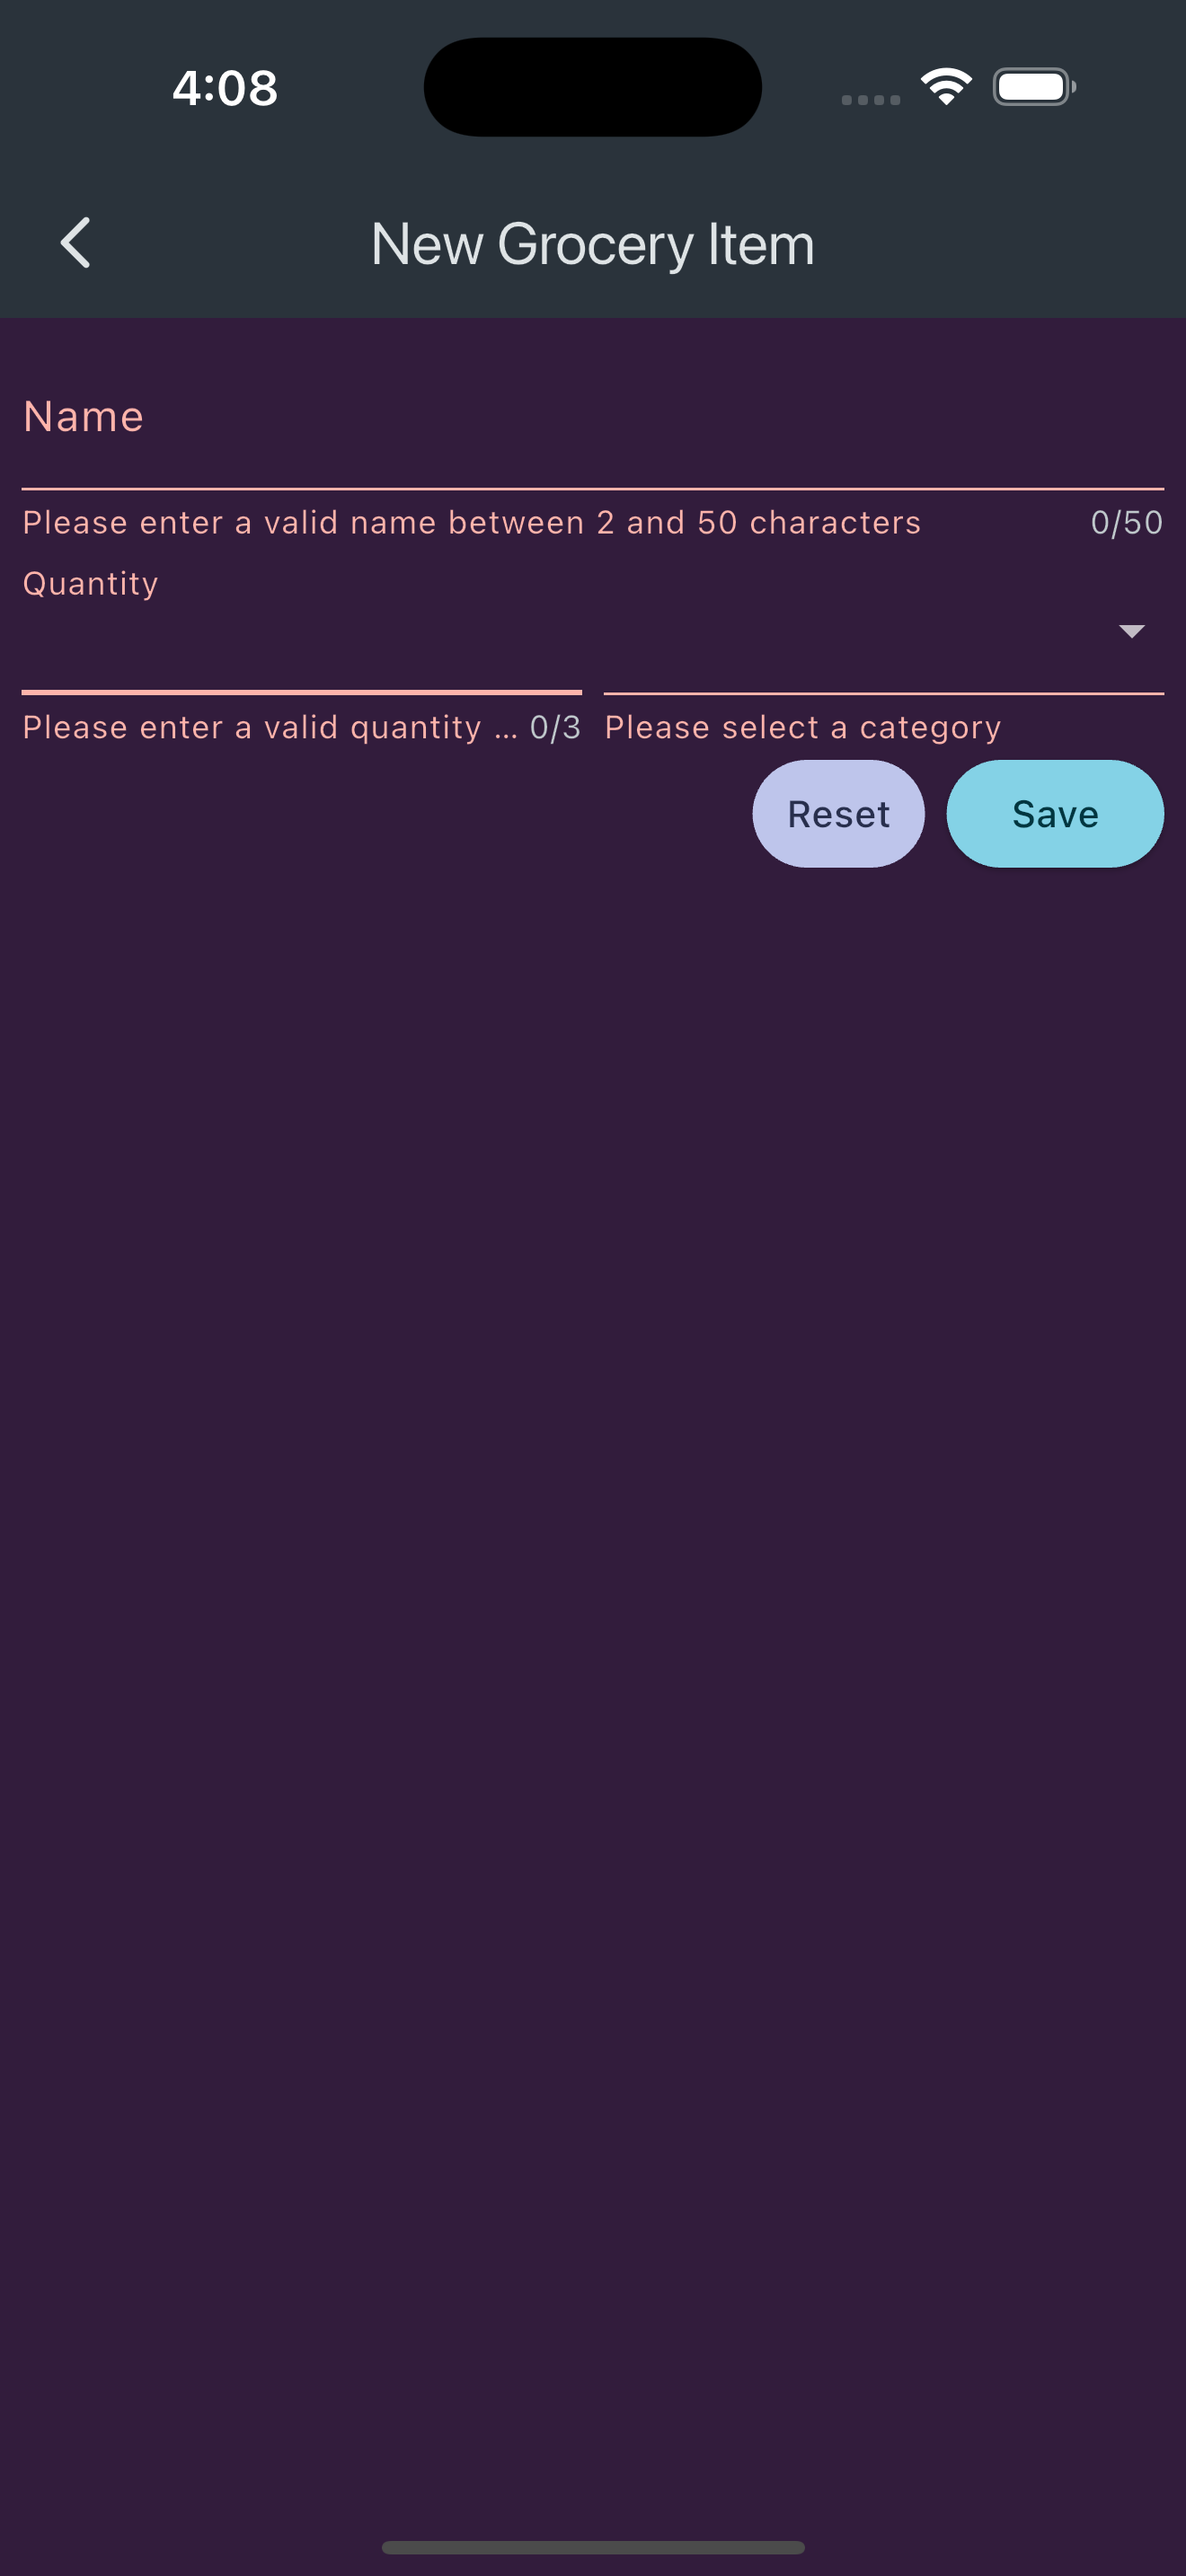 4:08
New Grocery Item
Name
Please enter a valid name between 2 and 50 characters 0/50
Quantity
Please enter a valid quantity ... 0/3 Please select a category
Reset Save